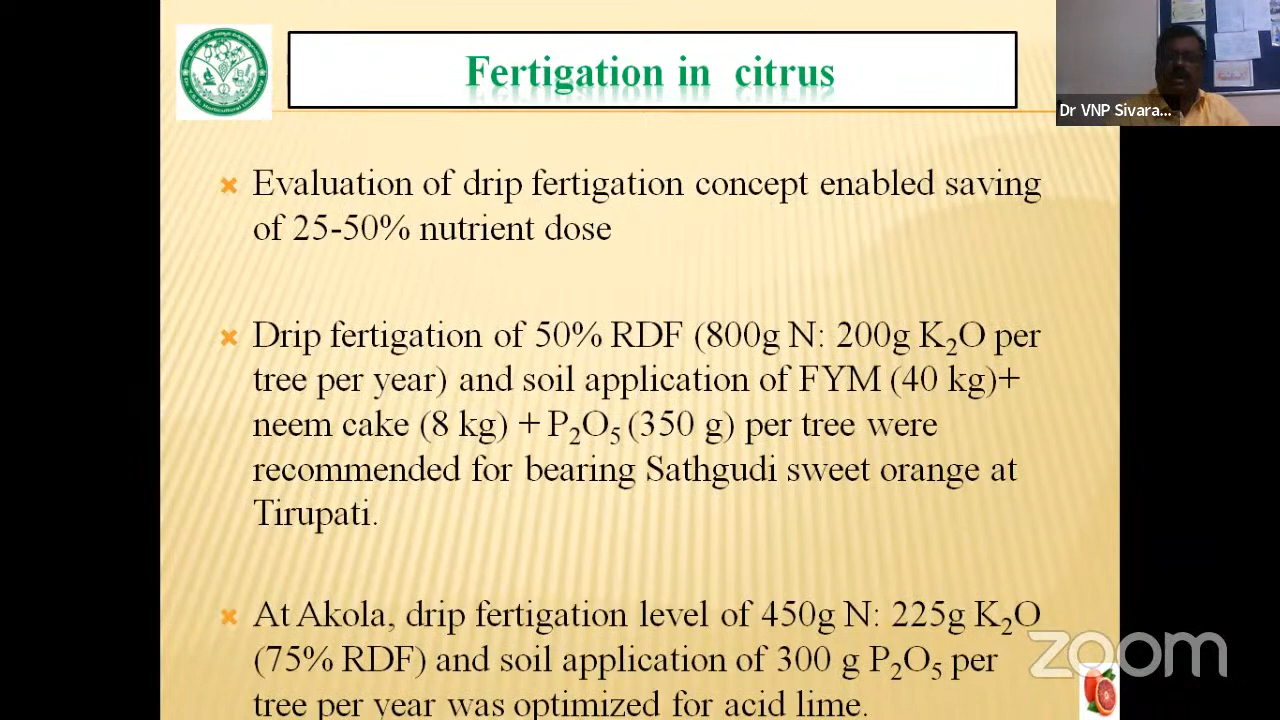 Fertigation in citrus
Dr VNP Sivara...
Evaluation of drip fertigation concept enabled saving
of 25-50% nutrient dose
Drip fertigation of 50% RDF (800g N: 200g K₂O per
tree per year) and soil application of FYM (40 kg)+
neem cake (8 kg) + P₂O₅ (350 g) per tree were
recommended for bearing Sathgudi sweet orange at
Tirupati.
At Akola, drip fertigation level of 450g N: 225g K₂O
(75% RDF) and soil application of 300 g P₂O₅ per
tree per year was optimized for acid lime.
zoom